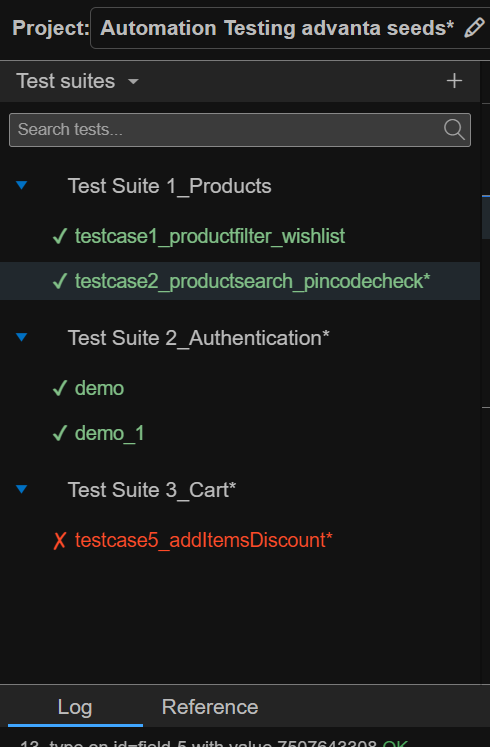 Project: Automation Testing advanta seeds*
Test suites
Search tests...
Test Suite 1_Products
✓ testcase1_productfilter_wishlist
✓ testcase2_productsearch_pincodecheck*
Test Suite 2_Authentication*
✓ demo
✓ demo_1
Test Suite 3_Cart*
✗ testcase5_addItemsDiscount*
Log Reference
13. type on id=field-5 with value 7507643308 OK